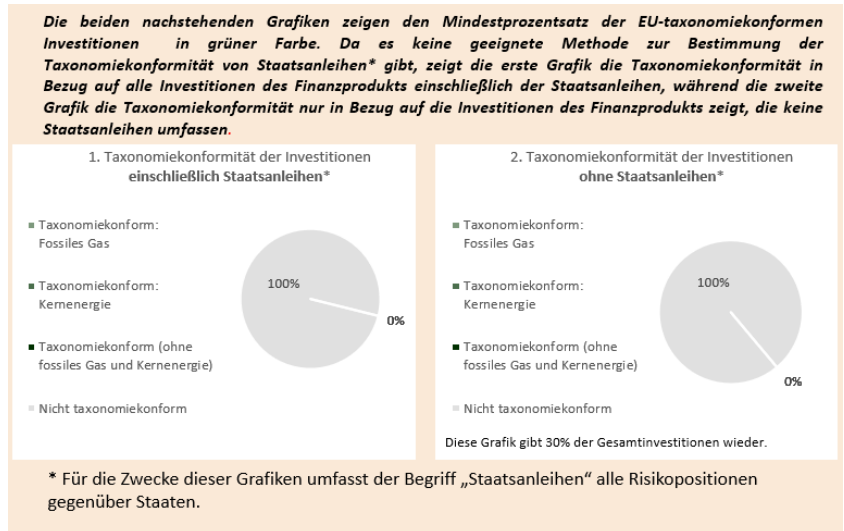 Die beiden nachstehenden Grafiken zeigen den Mindestprozentsatz der EU-taxonomiekonformen
Investitionen in grüner Farbe. Da es keine geeignete Methode zur Bestimmung der
Taxonomiekonformität von Staatsanleihen* gibt, zeigt die erste Grafik die Taxonomiekonformität in
Bezug auf alle Investitionen des Finanzprodukts einschließlich der Staatsanleihen, während die zweite
Grafik die Taxonomiekonformität nur in Bezug auf die Investitionen des Finanzprodukts zeigt, die keine
Staatsanleihen umfassen.
1. Taxonomiekonformität der Investitionen
einschließlich Staatsanleihen*
Taxonomiekonform:
Fossiles Gas
Taxonomiekonform:
Kernenergie
Taxonomiekonform (ohne
fossiles Gas und Kernenergie)
Nicht taxonomiekonform
100%
0%
2. Taxonomiekonformität der Investitionen
ohne Staatsanleihen*
Taxonomiekonform:
Fossiles Gas
Taxonomiekonform:
Kernenergie
Taxonomiekonform (ohne
fossiles Gas und Kernenergie)
Nicht taxonomiekonform
100%
0%
Diese Grafik gibt 30% der Gesamtinvestitionen wieder.
* Für die Zwecke dieser Grafiken umfasst der Begriff „Staatsanleihen“ alle Risikopositionen
gegenüber Staaten.